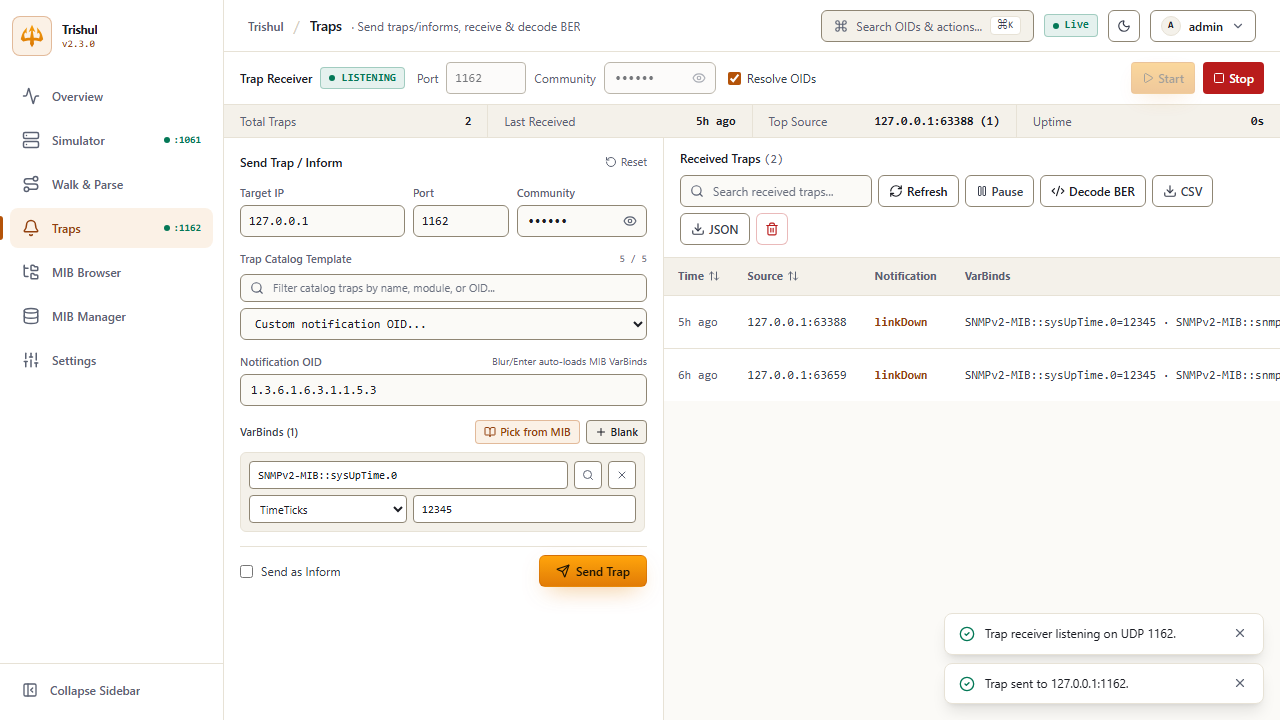 Trishul
v2.3.0
Overview
Simulator
:1061
Walk & Parse
Traps
:1162
MIB Browser
MIB Manager
Settings
Collapse Sidebar
Trishul / Traps · Send traps/informs, receive & decode BER
Search OIDs & actions... ⌘K
Live
A admin
Trap Receiver
LISTENING
Port 1162
Community ••••••
Resolve OIDs
Start
Stop
Total Traps 2
Last Received 5h ago
Top Source 127.0.0.1:63388 (1)
Uptime 0s
Send Trap / Inform
Reset
Target IP
Port
Community
127.0.0.1
1162
••••••
Trap Catalog Template
5 / 5
Filter catalog traps by name, module, or OID...
Custom notification OID...
Notification OID
Blur/Enter auto-loads MIB VarBinds
1.3.6.1.6.3.1.1.5.3
VarBinds (1)
Pick from MIB
+ Blank
SNMPv2-MIB::sysUpTime.0
TimeTicks
12345
Send as Inform
Send Trap
Received Traps (2)
Search received traps...
Refresh
Pause
Decode BER
CSV
JSON
Time Source Notification VarBinds
5h ago 127.0.0.1:63388 linkDown SNMPv2-MIB::sysUpTime.0=12345 · SNMPv2-MIB::snmp
6h ago 127.0.0.1:63659 linkDown SNMPv2-MIB::sysUpTime.0=12345 · SNMPv2-MIB::snmp
Trap receiver listening on UDP 1162.
Trap sent to 127.0.0.1:1162.